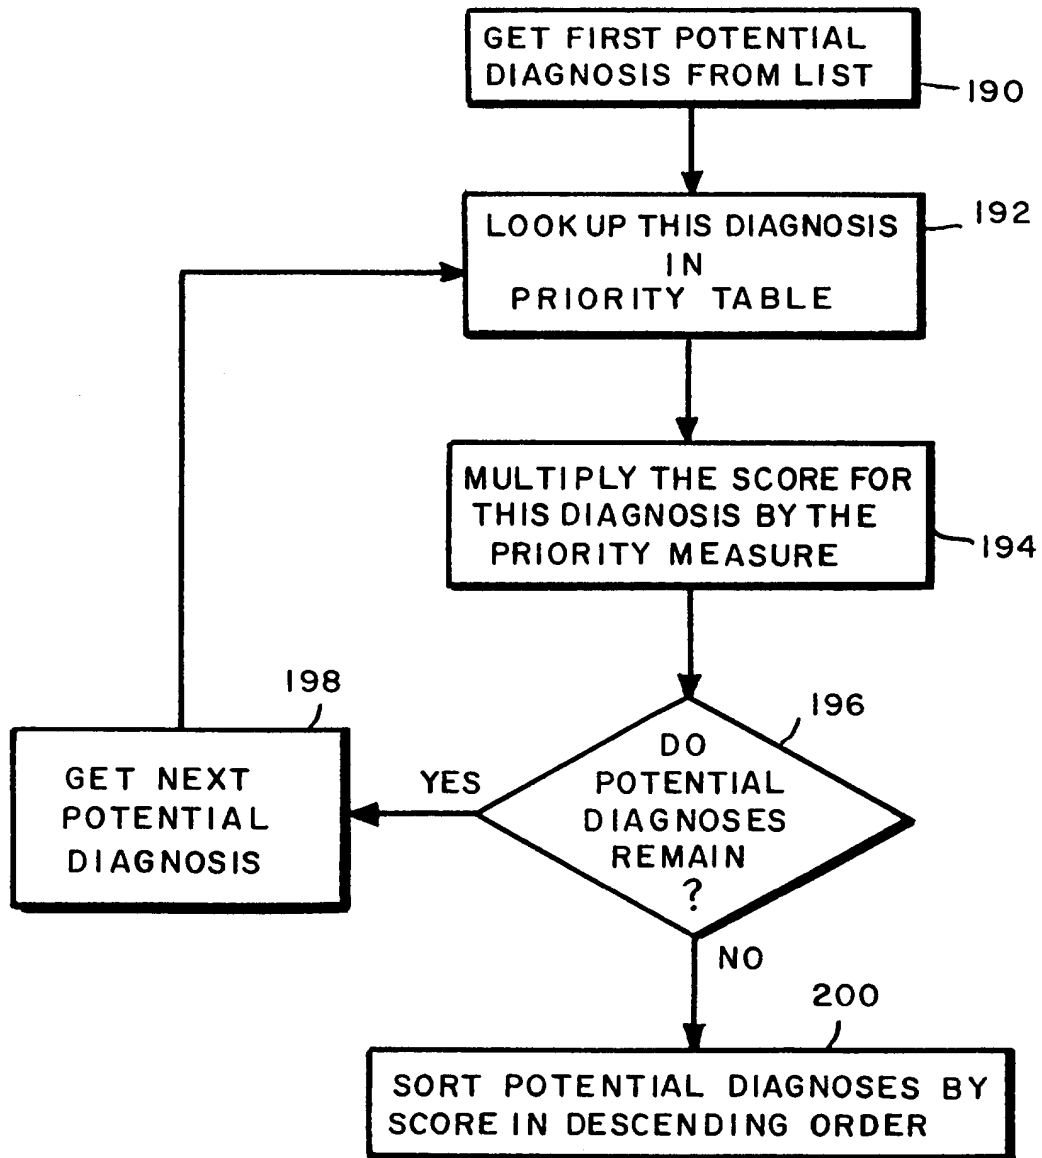 GET FIRST POTENTIAL
DIAGNOSIS FROM LIST
190
LOOK UP THIS DIAGNOSIS
IN
PRIORITY TABLE
192
MULTIPLY THE SCORE FOR
THIS DIAGNOSIS BY THE
PRIORITY MEASURE
194
196
DO
POTENTIAL
DIAGNOSES
REMAIN
?
YES
198
GET NEXT
POTENTIAL
DIAGNOSIS
NO
200
SORT POTENTIAL DIAGNOSES BY
SCORE IN DESCENDING ORDER